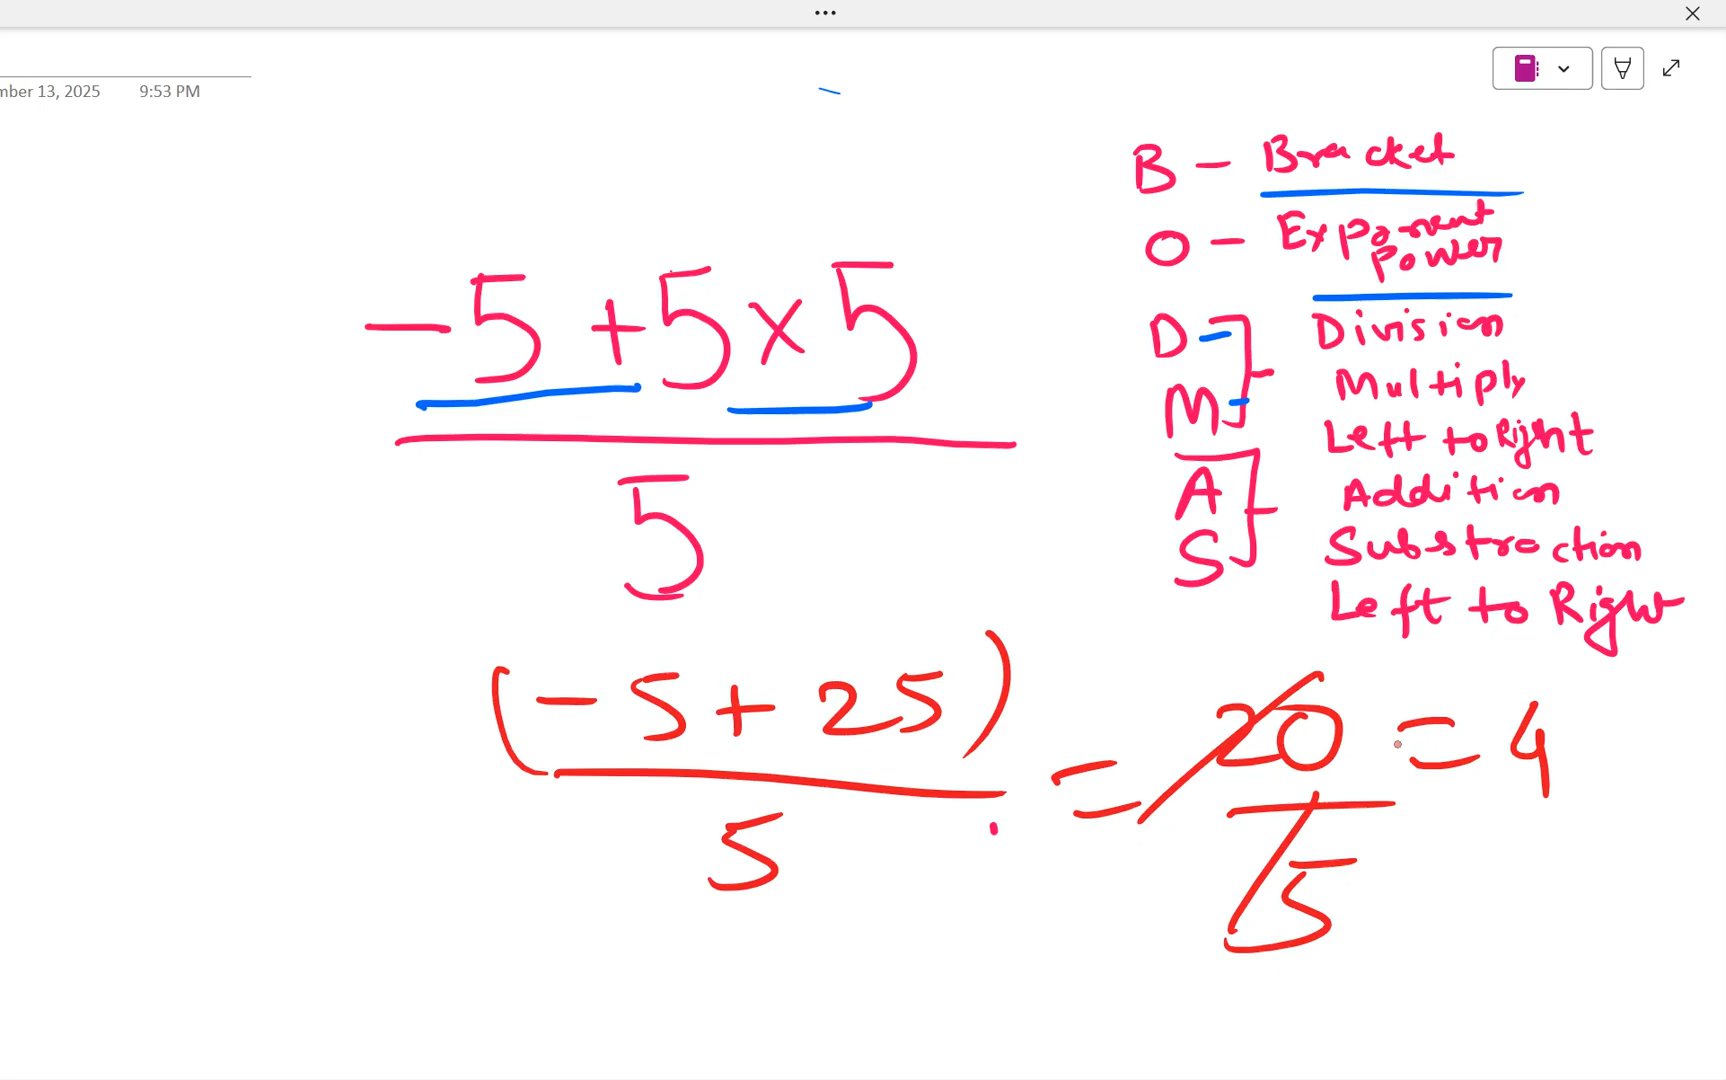 mber 13, 2025 9:53 PM
B - Bracket
O - Exponent
Power
D - Division
M - Multiply
Left to Right
A Addition
S Substraction
Left to Right
-5 + 5 × 5
5
(-5 + 25)
5
= 20 = 4
5